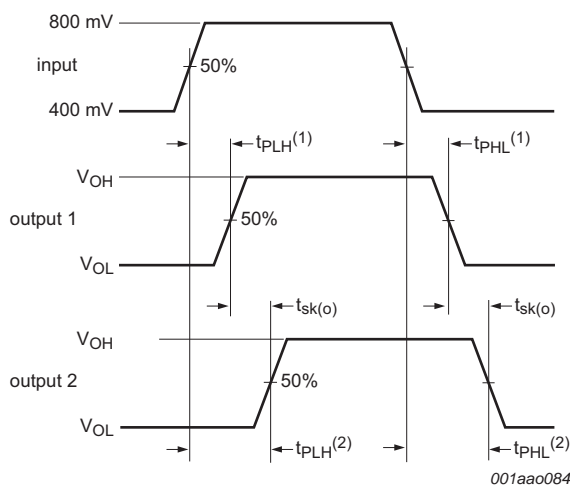 800 mV
input
50%
400 mV
tPLH(1)
tPHL(1)
VOH
output 1
50%
VOL
tsk(o)
tsk(o)
VOH
output 2
50%
VOL
tPLH(2)
tPHL(2)
001aao084